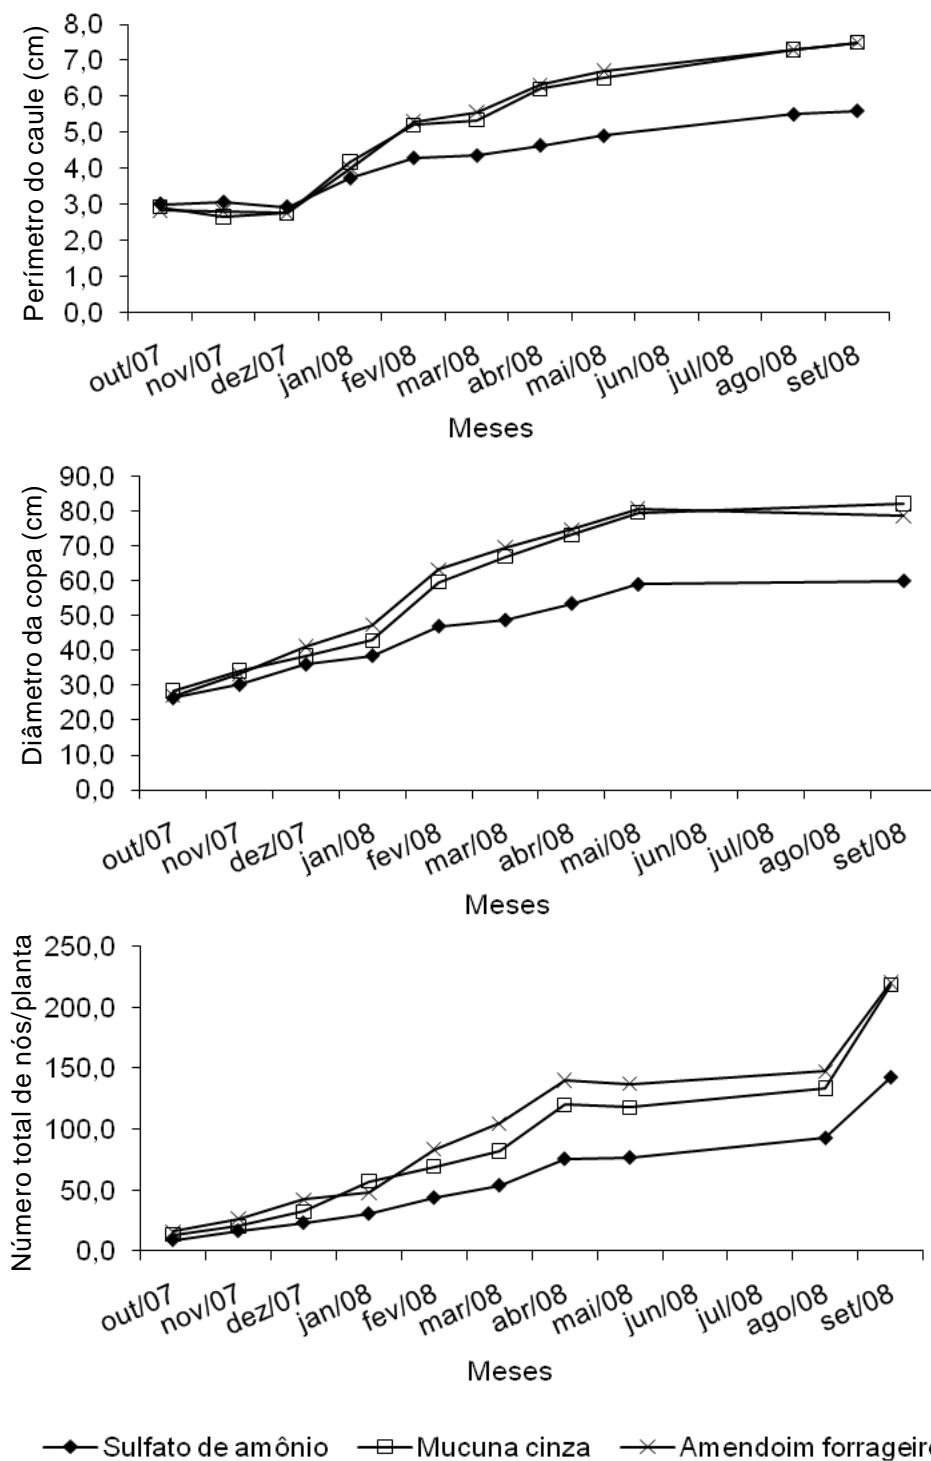 Perímetro do caule (cm)
8,0
7,0
6,0
5,0
4,0
3,0
2,0
1,0
0,0
out/07 nov/07 dez/07 jan/08 fev/08 mar/08 abr/08 mai/08 jun/08 jul/08 ago/08 set/08
Meses
Diâmetro da copa (cm)
90,0
80,0
70,0
60,0
50,0
40,0
30,0
20,0
10,0
0,0
out/07 nov/07 dez/07 jan/08 fev/08 mar/08 abr/08 mai/08 jun/08 jul/08 ago/08 set/08
Meses
Número total de nós/planta
250,0
200,0
150,0
100,0
50,0
0,0
out/07 nov/07 dez/07 jan/08 fev/08 mar/08 abr/08 mai/08 jun/08 jul/08 ago/08 set/08
Meses
Sulfato de amônio Mucuna cinza Amendoim forrageiro